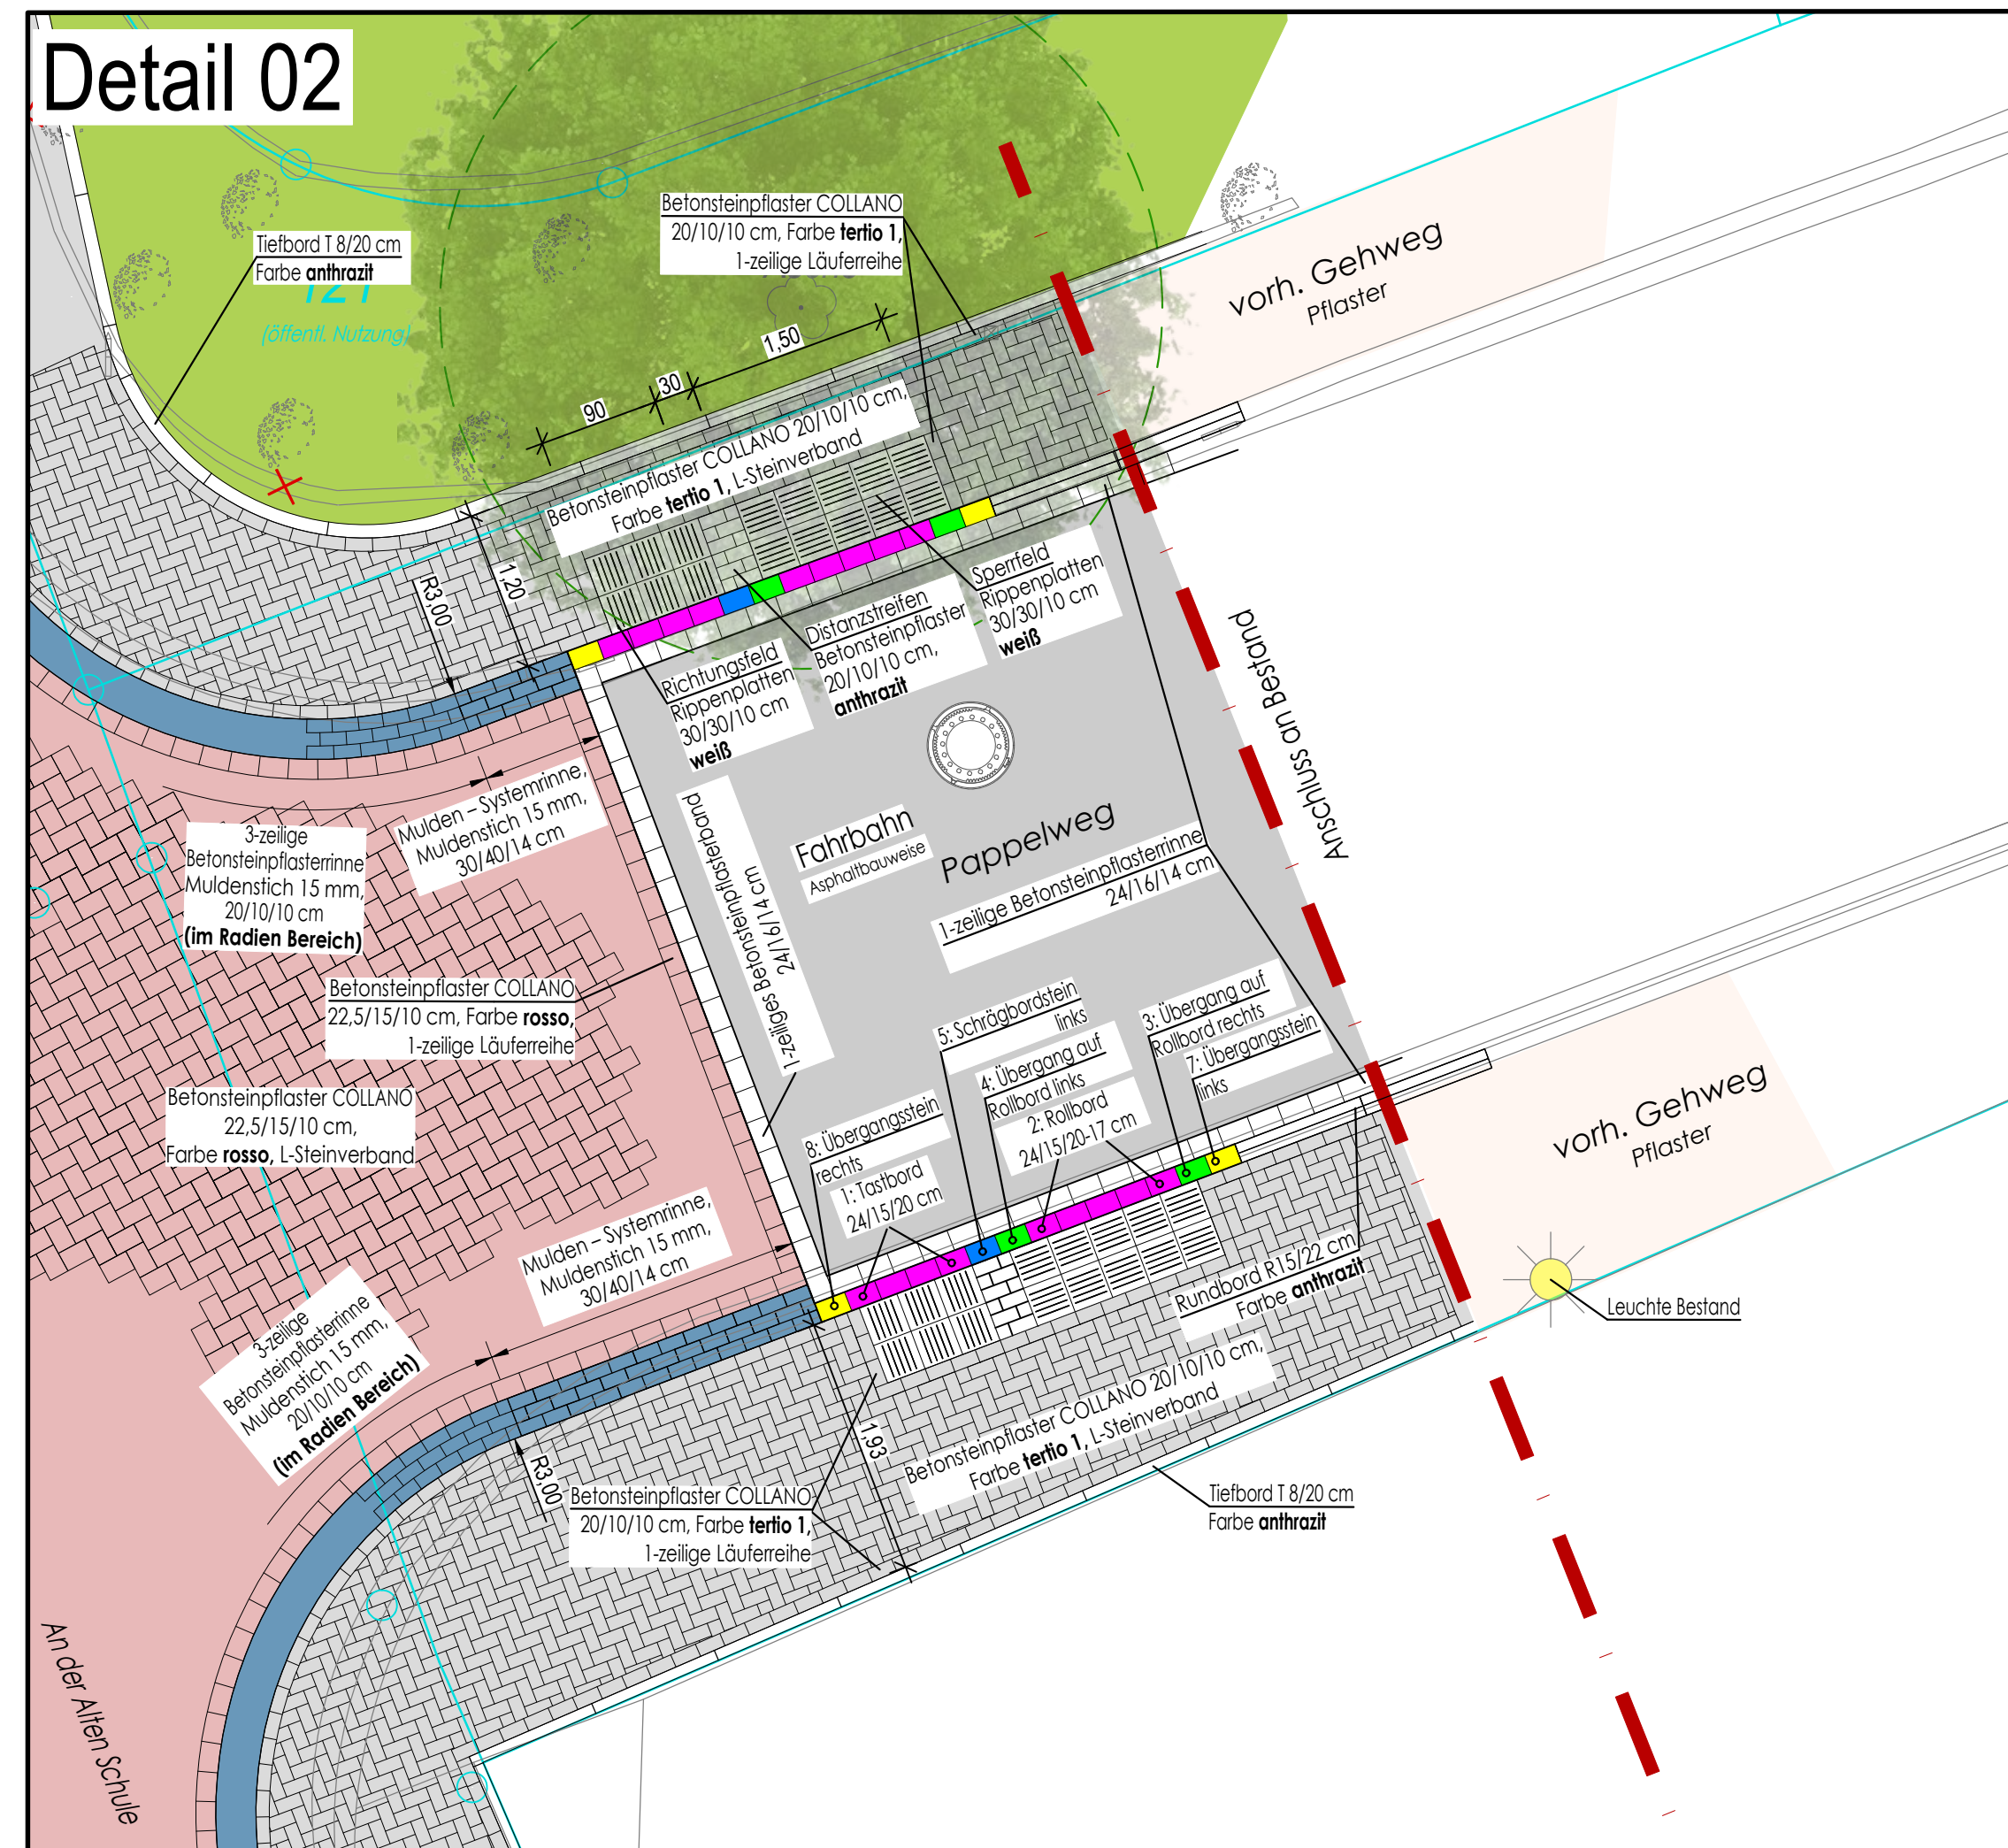 Detail 02
Tiefbord T 8/20 cm
Farbe anthrazit
121
(öffentl. Nutzung)
Betonsteinpflaster COLLANO
20/10/10 cm, Farbe tertio 1,
1-zeilige Läuferreihe
vorh. Gehweg
Pflaster
90
30
1,50
Betonsteinpflaster COLLANO 20/10/10 cm,
Farbe tertio 1, L-Steinverband
R3,00
1,20
Richtungsfeld
Rippenplatten
30/30/10 cm
weiß
Distanzstreifen
Betonsteinpflaster
20/10/10 cm,
anthrazit
Sperrfeld
Rippenplatten
30/30/10 cm
weiß
Anschluss an Bestand
Mulden – Systemrinne,
Muldenstich 15 mm,
30/40/14 cm
3-zeilige
Betonsteinpflasterrinne
Muldenstich 15 mm,
20/10/10 cm
(im Radien Bereich)
1-zeiliges Betonsteinpflasterband
24/16/14 cm
Fahrbahn
Asphaltbauweise
Pappelweg
1-zeilige Betonsteinpflasterrinne
24/16/14 cm
Betonsteinpflaster COLLANO
22,5/15/10 cm, Farbe rosso,
1-zeilige Läuferreihe
Betonsteinpflaster COLLANO
22,5/15/10 cm,
Farbe rosso, L-Steinverband
5: Schrägbordstein
links
4: Übergang auf
Rollbord links
3: Übergang auf
Rollbord rechts
7: Übergangsstein
links
2: Rollbord
24/15/20-17 cm
8: Übergangsstein
rechts
1: Tastbord
24/15/20 cm
vorh. Gehweg
Pflaster
Mulden – Systemrinne,
Muldenstich 15 mm,
30/40/14 cm
3-zeilige
Betonsteinpflasterrinne
Muldenstich 15 mm,
20/10/10 cm
(im Radien Bereich)
Rundbord R15/22 cm
Farbe anthrazit
Leuchte Bestand
Betonsteinpflaster COLLANO 20/10/10 cm,
Farbe tertio 1, L-Steinverband
1,93
R3,00
Betonsteinpflaster COLLANO
20/10/10 cm, Farbe tertio 1,
1-zeilige Läuferreihe
Tiefbord T 8/20 cm
Farbe anthrazit
An der Alten Schule